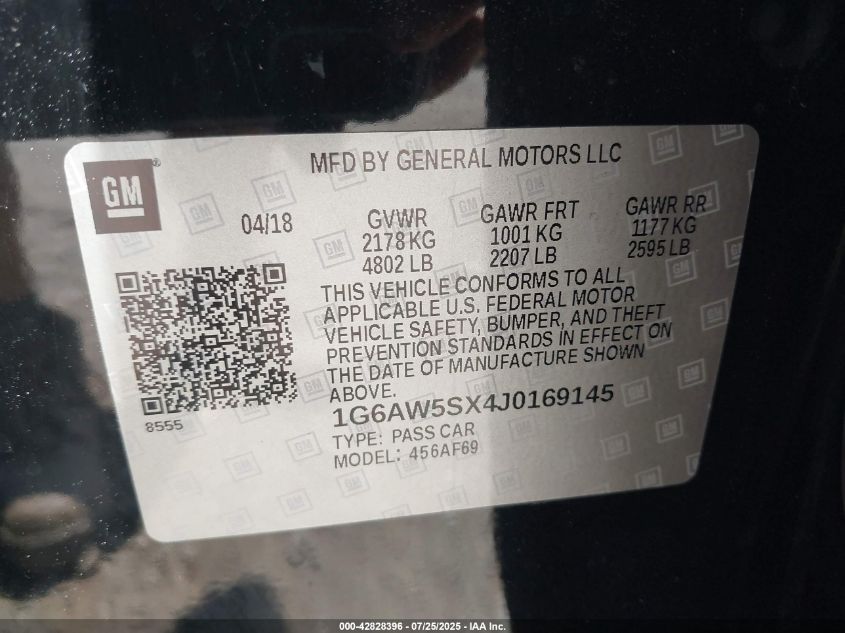 GM
MFD BY GENERAL MOTORS LLC
04/18
GVWR
2178 KG
4802 LB
GAWR FRT
1001 KG
2207 LB
GAWR RR
1177 KG
2595 LB
THIS VEHICLE CONFORMS TO ALL
APPLICABLE U.S. FEDERAL MOTOR
VEHICLE SAFETY, BUMPER, AND THEFT
PREVENTION STANDARDS IN EFFECT ON
THE DATE OF MANUFACTURE SHOWN
ABOVE.
8555
1G6AW5SX4J0169145
TYPE: PASS CAR
MODEL: 456AF69
000-42828396 - 07/25/2025 - IAA Inc.